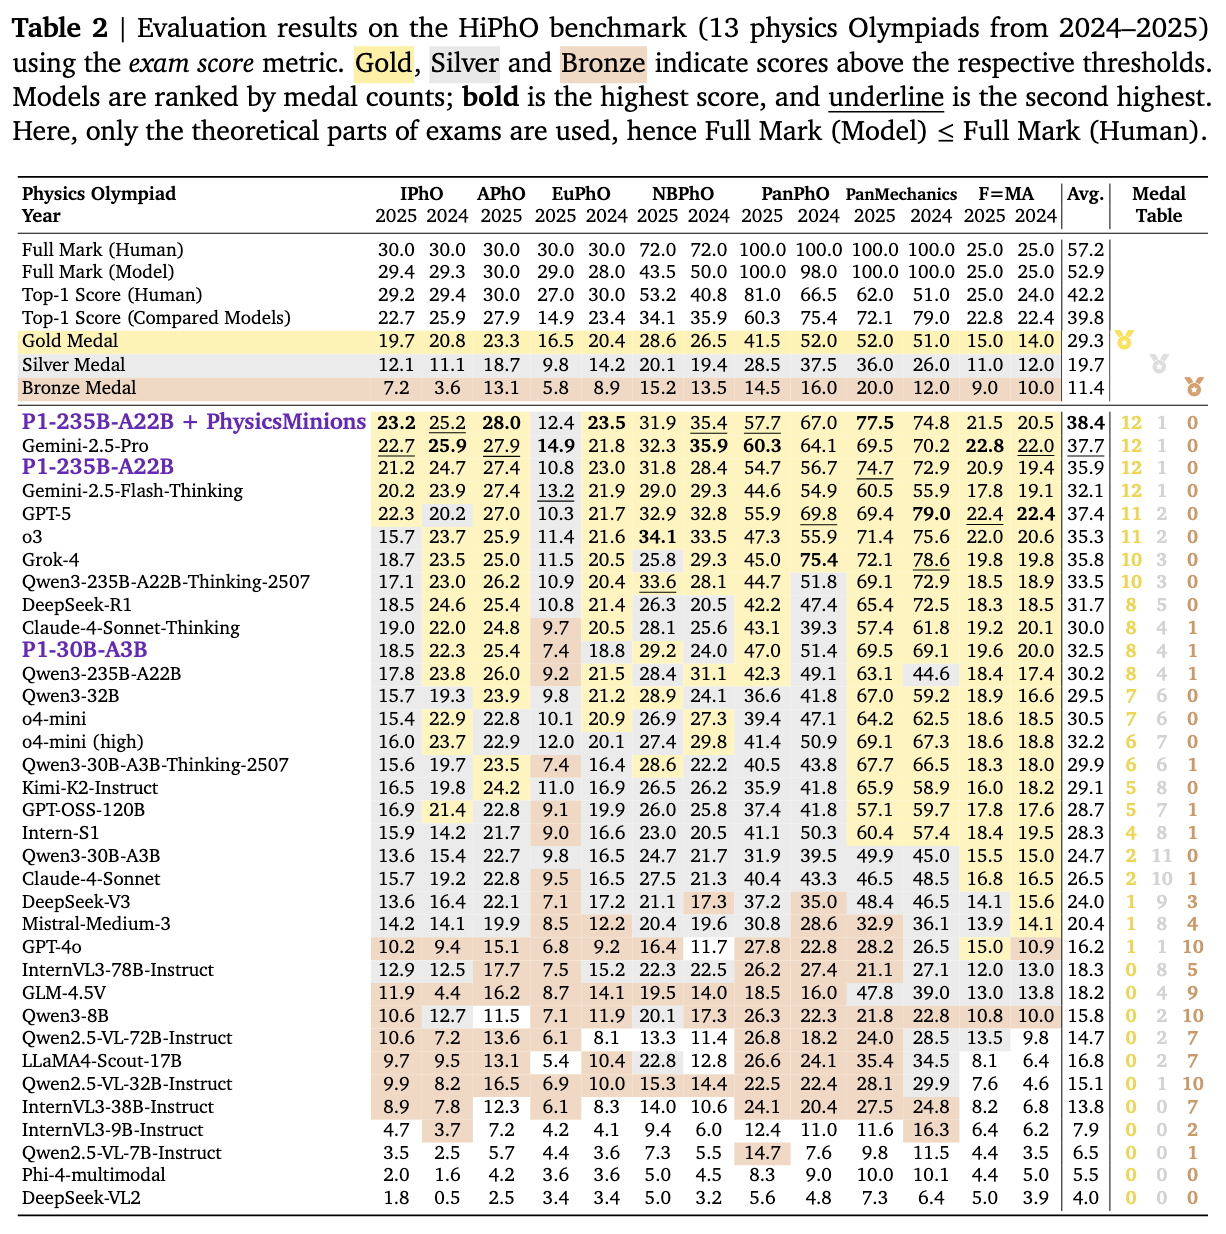 Table 2 | Evaluation results on the HiPhO benchmark (13 physics Olympiads from 2024–2025)
using the exam score metric. Gold, Silver and Bronze indicate scores above the respective thresholds.
Models are ranked by medal counts; bold is the highest score, and underline is the second highest.
Here, only the theoretical parts of exams are used, hence Full Mark (Model) ≤ Full Mark (Human).
Physics Olympiad IPhO APhO EuPhO NBPhO PanPhO PanMechanics F=MA Avg. Medal
Year 2025 2024 2025 2025 2024 2025 2024 2025 2024 2025 2024 2025 2024 Table
Full Mark (Human) 30.0 30.0 30.0 30.0 30.0 72.0 72.0 100.0 100.0 100.0 100.0 25.0 25.0 57.2
Full Mark (Model) 29.4 29.3 30.0 29.0 28.0 43.5 50.0 100.0 98.0 100.0 100.0 25.0 25.0 52.9
Top-1 Score (Human) 29.2 29.4 30.0 27.0 30.0 53.2 40.8 81.0 66.5 62.0 51.0 25.0 24.0 42.2
Top-1 Score (Compared Models) 22.7 25.9 27.9 14.9 23.4 34.1 35.9 60.3 75.4 72.1 79.0 22.8 22.4 39.8
Gold Medal 19.7 20.8 23.3 16.5 20.4 28.6 26.5 41.5 52.0 52.0 51.0 15.0 14.0 29.3
Silver Medal 12.1 11.1 18.7 9.8 14.2 20.1 19.4 28.5 37.5 36.0 26.0 11.0 12.0 19.7
Bronze Medal 7.2 3.6 13.1 5.8 8.9 15.2 13.5 14.5 16.0 20.0 12.0 9.0 10.0 11.4
P1-235B-A22B + PhysicsMinions 23.2 25.2 28.0 12.4 23.5 31.9 35.4 57.7 67.0 77.5 74.8 21.5 20.5 38.4 12 1 0
Gemini-2.5-Pro 22.7 25.9 27.9 14.9 21.8 32.3 35.9 60.3 64.1 69.5 70.2 22.8 22.0 37.7 12 1 0
P1-235B-A22B 21.2 24.7 27.4 10.8 23.0 31.8 28.4 54.7 56.7 74.7 72.9 20.9 19.4 35.9 12 1 0
Gemini-2.5-Flash-Thinking 20.2 23.9 27.4 13.2 21.9 29.0 29.3 44.6 54.9 60.5 55.9 17.8 19.1 32.1 12 1 0
GPT-5 22.3 20.2 27.0 10.3 21.7 32.9 32.8 55.9 69.8 69.4 79.0 22.4 22.4 37.4 11 2 0
o3 15.7 23.7 25.9 11.4 21.6 34.1 33.5 47.3 55.9 71.4 75.6 22.0 20.6 35.3 11 2 0
Grok-4 18.7 23.5 25.0 11.5 20.5 25.8 29.3 45.0 75.4 72.1 78.6 19.8 19.8 35.8 10 3 0
Qwen3-235B-A22B-Thinking-2507 17.1 23.0 26.2 10.9 20.4 33.6 28.1 44.7 51.8 69.1 72.9 18.5 18.9 33.5 10 3 0
DeepSeek-R1 18.5 24.6 25.4 10.8 21.4 26.3 20.5 42.2 47.4 65.4 72.5 18.3 18.5 31.7 8 5 0
Claude-4-Sonnet-Thinking 19.0 22.0 24.8 9.7 20.5 28.1 25.6 43.1 39.3 57.4 61.8 19.2 20.1 30.0 8 4 1
P1-30B-A3B 18.5 22.3 25.4 7.4 18.8 29.2 24.0 47.0 51.4 69.5 69.1 19.6 20.0 32.5 8 4 1
Qwen3-235B-A22B 17.8 23.8 26.0 9.2 21.5 28.4 31.1 42.3 49.1 63.1 44.6 18.4 17.4 30.2 8 4 1
Qwen3-32B 15.7 19.3 23.9 9.8 21.2 28.9 24.1 36.6 41.8 67.0 59.2 18.9 16.6 29.5 7 6 0
o4-mini 15.4 22.9 22.8 10.1 20.9 26.9 27.3 39.4 47.1 64.2 62.5 18.6 18.5 30.5 7 6 0
o4-mini (high) 16.0 23.7 22.9 12.0 20.1 27.4 29.8 41.4 50.9 69.1 67.3 18.6 18.8 32.2 6 7 0
Qwen3-30B-A3B-Thinking-2507 15.6 19.7 23.5 7.4 16.4 28.6 22.2 40.5 43.8 67.7 66.5 18.3 18.0 29.9 6 6 1
Kimi-K2-Instruct 16.5 19.8 24.2 11.0 16.9 26.5 26.2 35.9 41.8 65.9 58.9 16.0 18.2 29.1 5 8 0
GPT-OSS-120B 16.9 21.4 22.8 9.1 19.9 26.0 25.8 37.4 41.8 57.1 59.7 17.8 17.6 28.7 5 7 1
Intern-S1 15.9 14.2 21.7 9.0 16.6 23.0 20.5 41.1 50.3 60.4 57.4 18.4 19.5 28.3 4 8 1
Qwen3-30B-A3B 13.6 15.4 22.7 9.8 16.5 24.7 21.7 31.9 39.5 49.9 45.0 15.5 15.0 24.7 2 11 0
Claude-4-Sonnet 15.7 19.2 22.8 9.5 16.5 27.5 21.3 40.4 43.3 46.5 48.5 16.8 16.5 26.5 2 10 1
DeepSeek-V3 13.6 16.4 22.1 7.1 17.2 21.1 17.3 37.2 35.0 48.4 46.5 14.1 15.6 24.0 1 9 3
Mistral-Medium-3 14.2 14.1 19.9 8.5 12.2 20.4 19.6 30.8 28.6 32.9 36.1 13.9 14.1 20.4 1 8 4
GPT-4o 10.2 9.4 15.1 6.8 9.2 16.4 11.7 27.8 22.8 28.2 26.5 15.0 10.9 16.2 1 1 10
InternVL3-78B-Instruct 12.9 12.5 17.7 7.5 15.2 22.3 22.5 26.2 27.4 21.1 27.1 12.0 13.0 18.3 0 8 5
GLM-4.5V 11.9 4.4 16.2 8.7 14.1 19.5 14.0 18.5 16.0 47.8 39.0 13.0 13.8 18.2 0 4 9
Qwen3-8B 10.6 12.7 11.5 7.1 11.9 20.1 17.3 26.3 22.3 21.8 22.8 10.8 10.0 15.8 0 2 10
Qwen2.5-VL-72B-Instruct 10.6 7.2 13.6 6.1 8.1 13.3 11.4 26.8 18.2 24.0 28.5 13.5 9.8 14.7 0 2 7
LLaMA4-Scout-17B 9.7 9.5 13.1 5.4 10.4 22.8 12.8 26.6 24.1 35.4 34.5 8.1 6.4 16.8 0 2 7
Qwen2.5-VL-32B-Instruct 9.9 8.2 16.5 6.9 10.0 15.3 14.4 22.5 22.4 28.1 29.9 7.6 4.6 15.1 0 1 10
InternVL3-38B-Instruct 8.9 7.8 12.3 6.1 8.3 14.0 10.6 24.1 20.4 27.5 24.8 8.2 6.8 13.8 0 0 7
InternVL3-9B-Instruct 4.7 3.7 7.2 4.2 4.1 9.4 6.0 12.4 11.0 11.6 16.3 6.4 6.2 7.9 0 0 2
Qwen2.5-VL-7B-Instruct 3.5 2.5 5.7 4.4 3.6 7.3 5.5 14.7 7.6 9.8 11.5 4.4 3.5 6.5 0 0 1
Phi-4-multimodal 2.0 1.6 4.2 3.6 3.6 5.0 4.5 8.3 9.0 10.0 10.1 4.4 5.0 5.5 0 0 0
DeepSeek-VL2 1.8 0.5 2.5 3.4 3.4 5.0 3.2 5.6 4.8 7.3 6.4 5.0 3.9 4.0 0 0 0